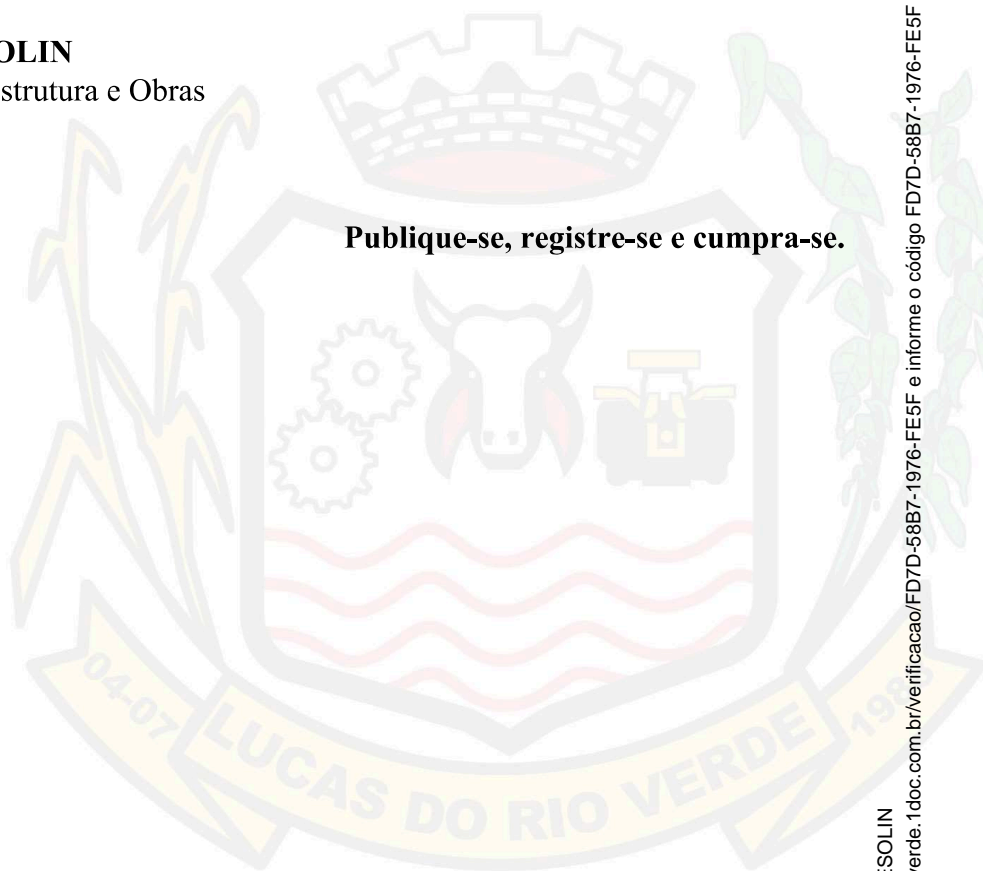 OLIN
strutura e Obras
Publique-se, registre-se e cumpra-se.
04-07
LUCAS DO RIO VERDE
1988
ESOLIN
verde.1doc.com.br/verificacao/FD7D-58B7-1976-FE5F e informe o código FD7D-58B7-1976-FE5F